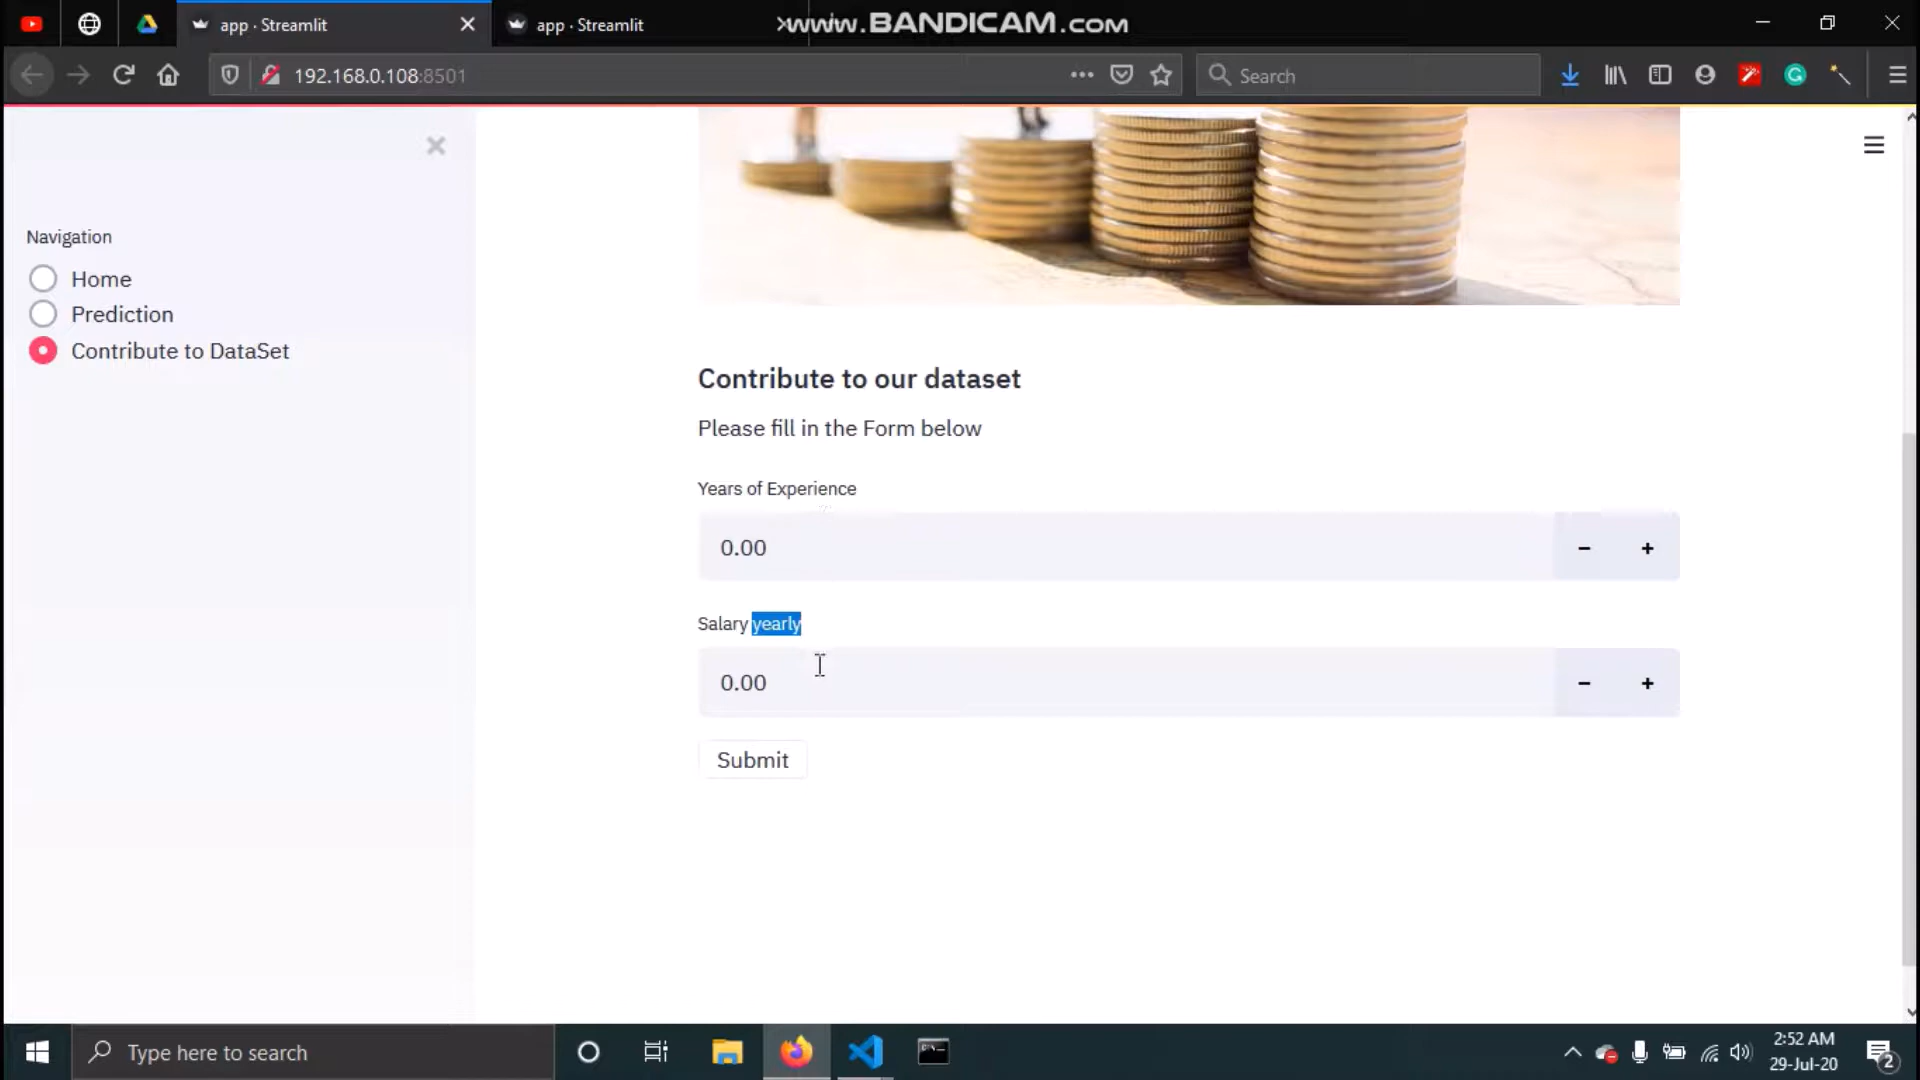 app · Streamlit
app · Streamlit
www.BANDICAM.com
192.168.0.108:8501
Search
Navigation
Home
Prediction
Contribute to DataSet
Contribute to our dataset
Please fill in the Form below
Years of Experience
0.00
- +
Salary yearly
0.00
- +
Submit
Type here to search
2:52 AM
29-Jul-20
2